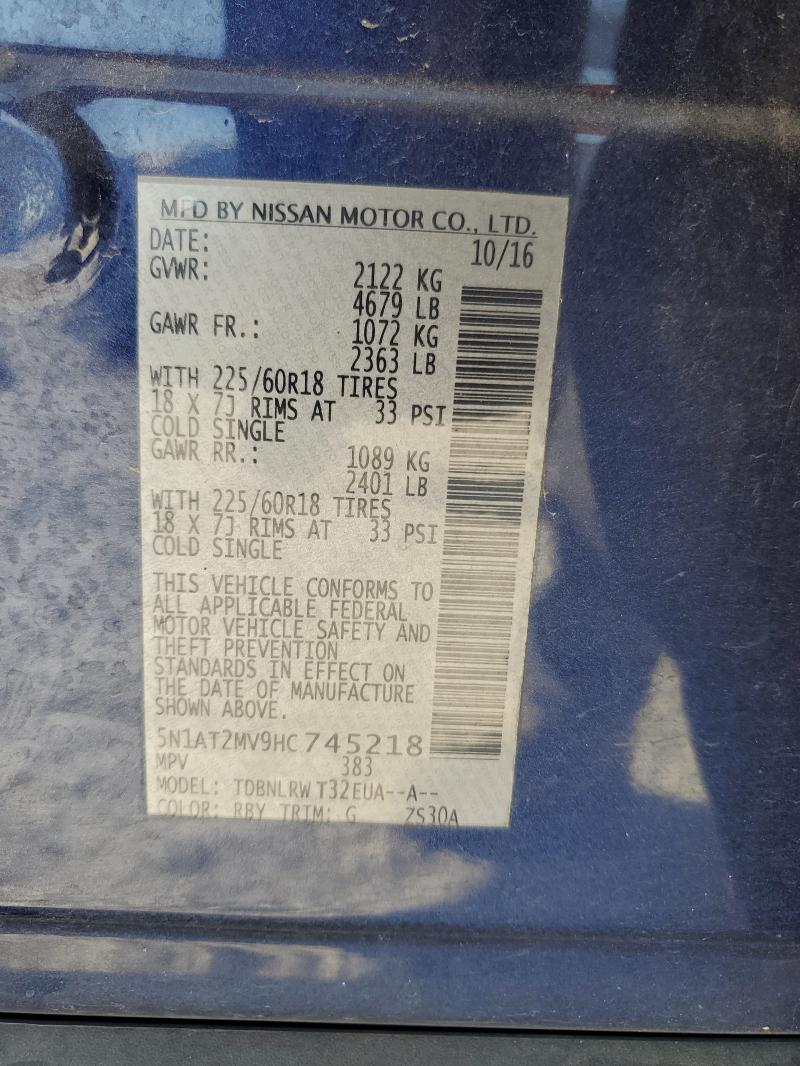 MFD BY NISSAN MOTOR CO., LTD.
DATE: 10/16
GVWR: 2122 KG
4679 LB
GAWR FR.: 1072 KG
2363 LB
WITH 225/60R18 TIRES
18 X 7J RIMS AT 33 PSI
COLD SINGLE
GAWR RR.: 1089 KG
2401 LB
WITH 225/60R18 TIRES
18 X 7J RIMS AT 33 PSI
COLD SINGLE
THIS VEHICLE CONFORMS TO
ALL APPLICABLE FEDERAL
MOTOR VEHICLE SAFETY AND
THEFT PREVENTION
STANDARDS IN EFFECT ON
THE DATE OF MANUFACTURE
SHOWN ABOVE.
5N1AT2MV9HC 745218
MPV 383
MODEL: TDBNLRW T32EUA--A--
COLOR: RBY TRIM: G ZS30A